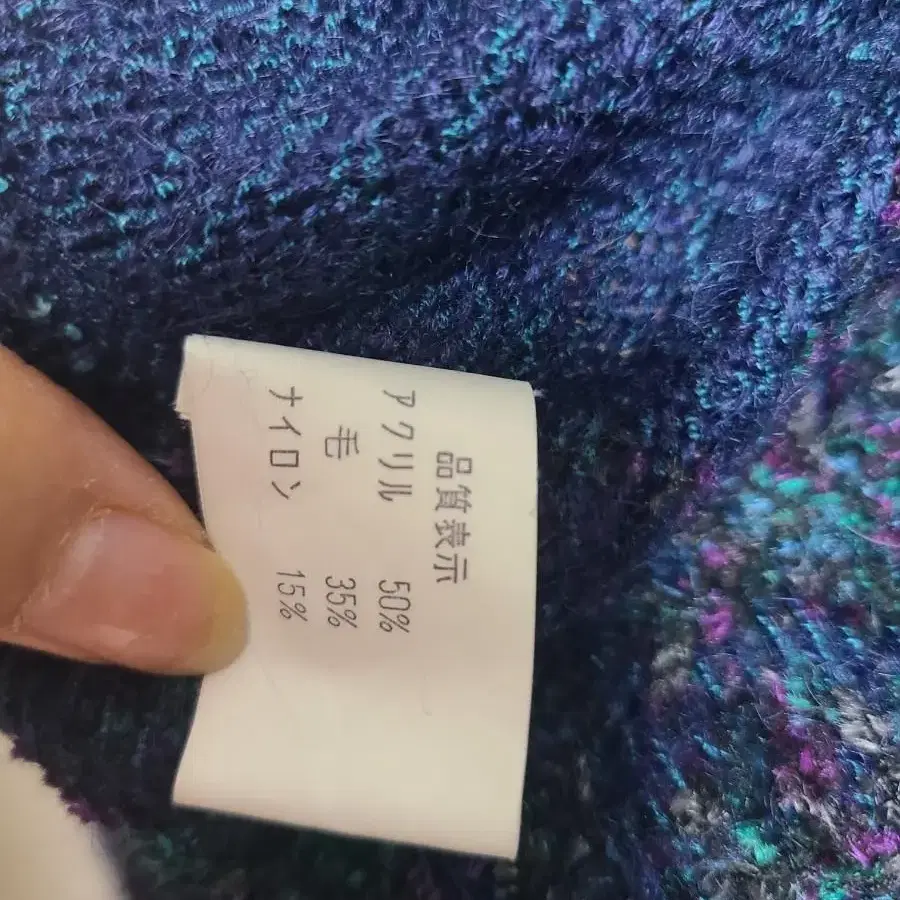 品質表示
アクリル 50%
毛 35%
ナイロン 15%